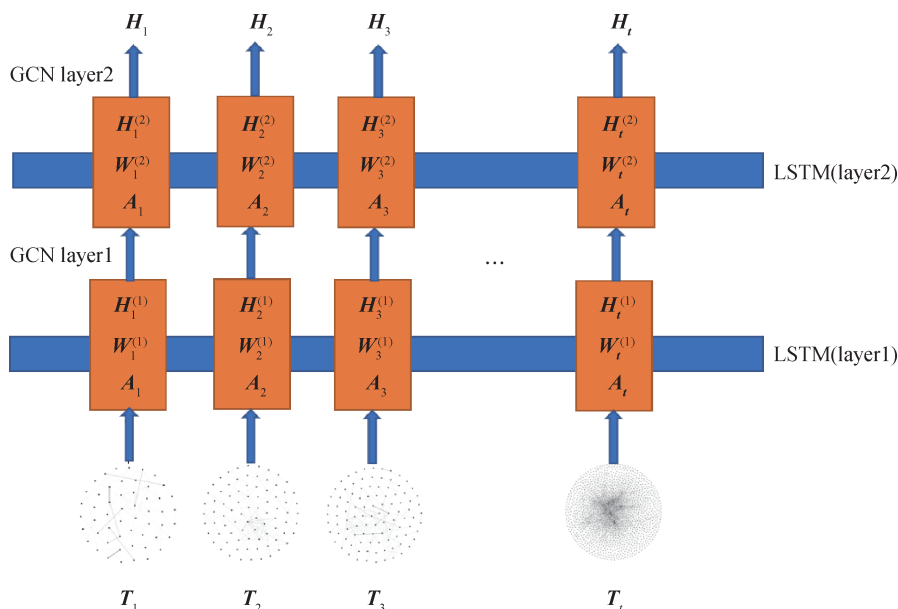 H₁ H₂ H₃ Hₜ
GCN layer2
H₁⁽²⁾ H₂⁽²⁾ H₃⁽²⁾ Hₜ⁽²⁾
W₁⁽²⁾ W₂⁽²⁾ W₃⁽²⁾ Wₜ⁽²⁾ LSTM(layer2)
A₁ A₂ A₃ Aₜ
GCN layer1
...
H₁⁽¹⁾ H₂⁽¹⁾ H₃⁽¹⁾ Hₜ⁽¹⁾
W₁⁽¹⁾ W₂⁽¹⁾ W₃⁽¹⁾ Wₜ⁽¹⁾ LSTM(layer1)
A₁ A₂ A₃ Aₜ
T₁ T₂ T₃ Tₜ